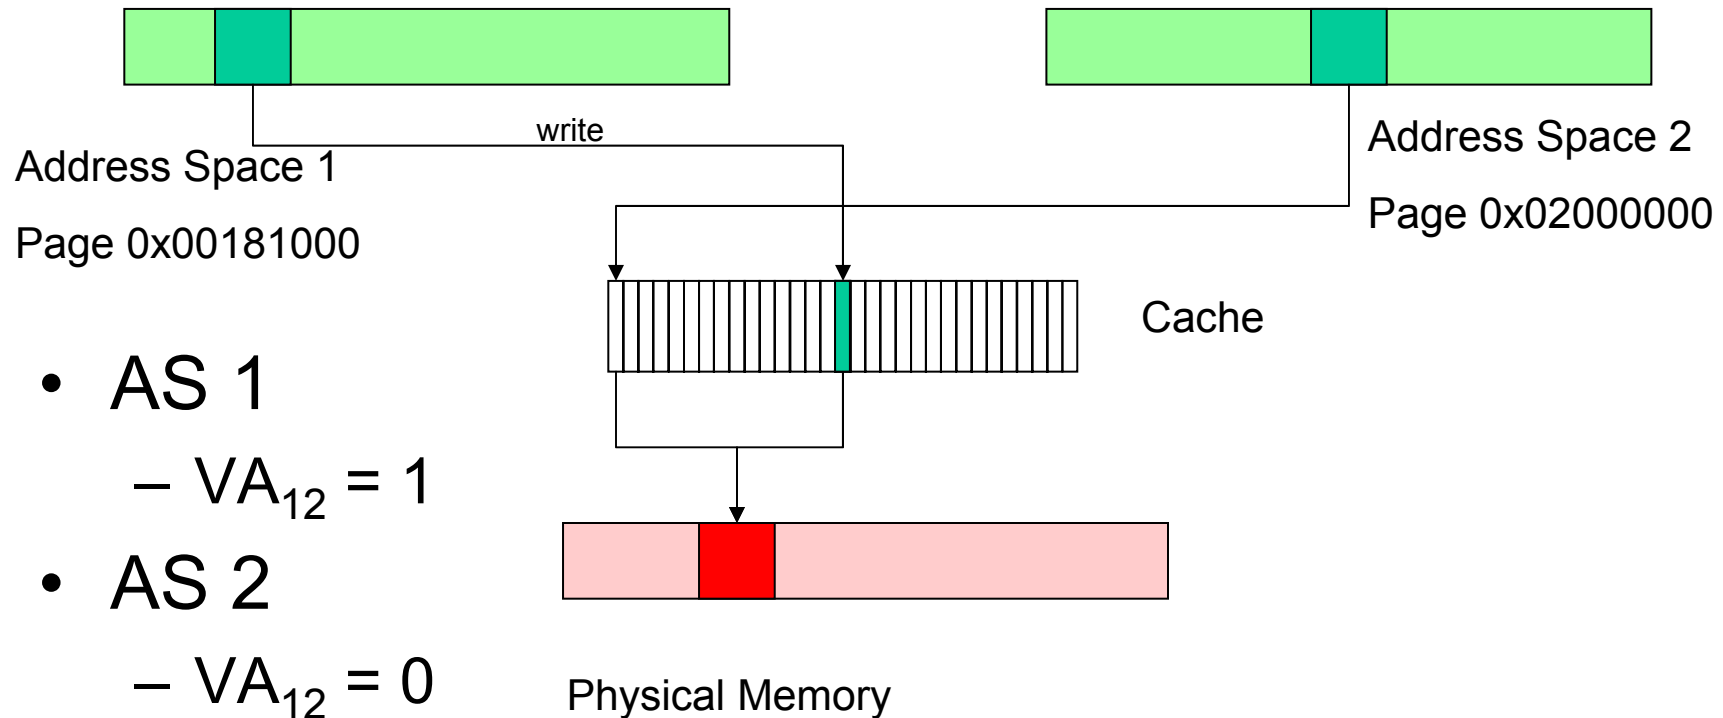 write
Address Space 1
Page 0x00181000
Address Space 2
Page 0x02000000
Cache
• AS 1
– VA₁₂ = 1
• AS 2
– VA₁₂ = 0
Physical Memory